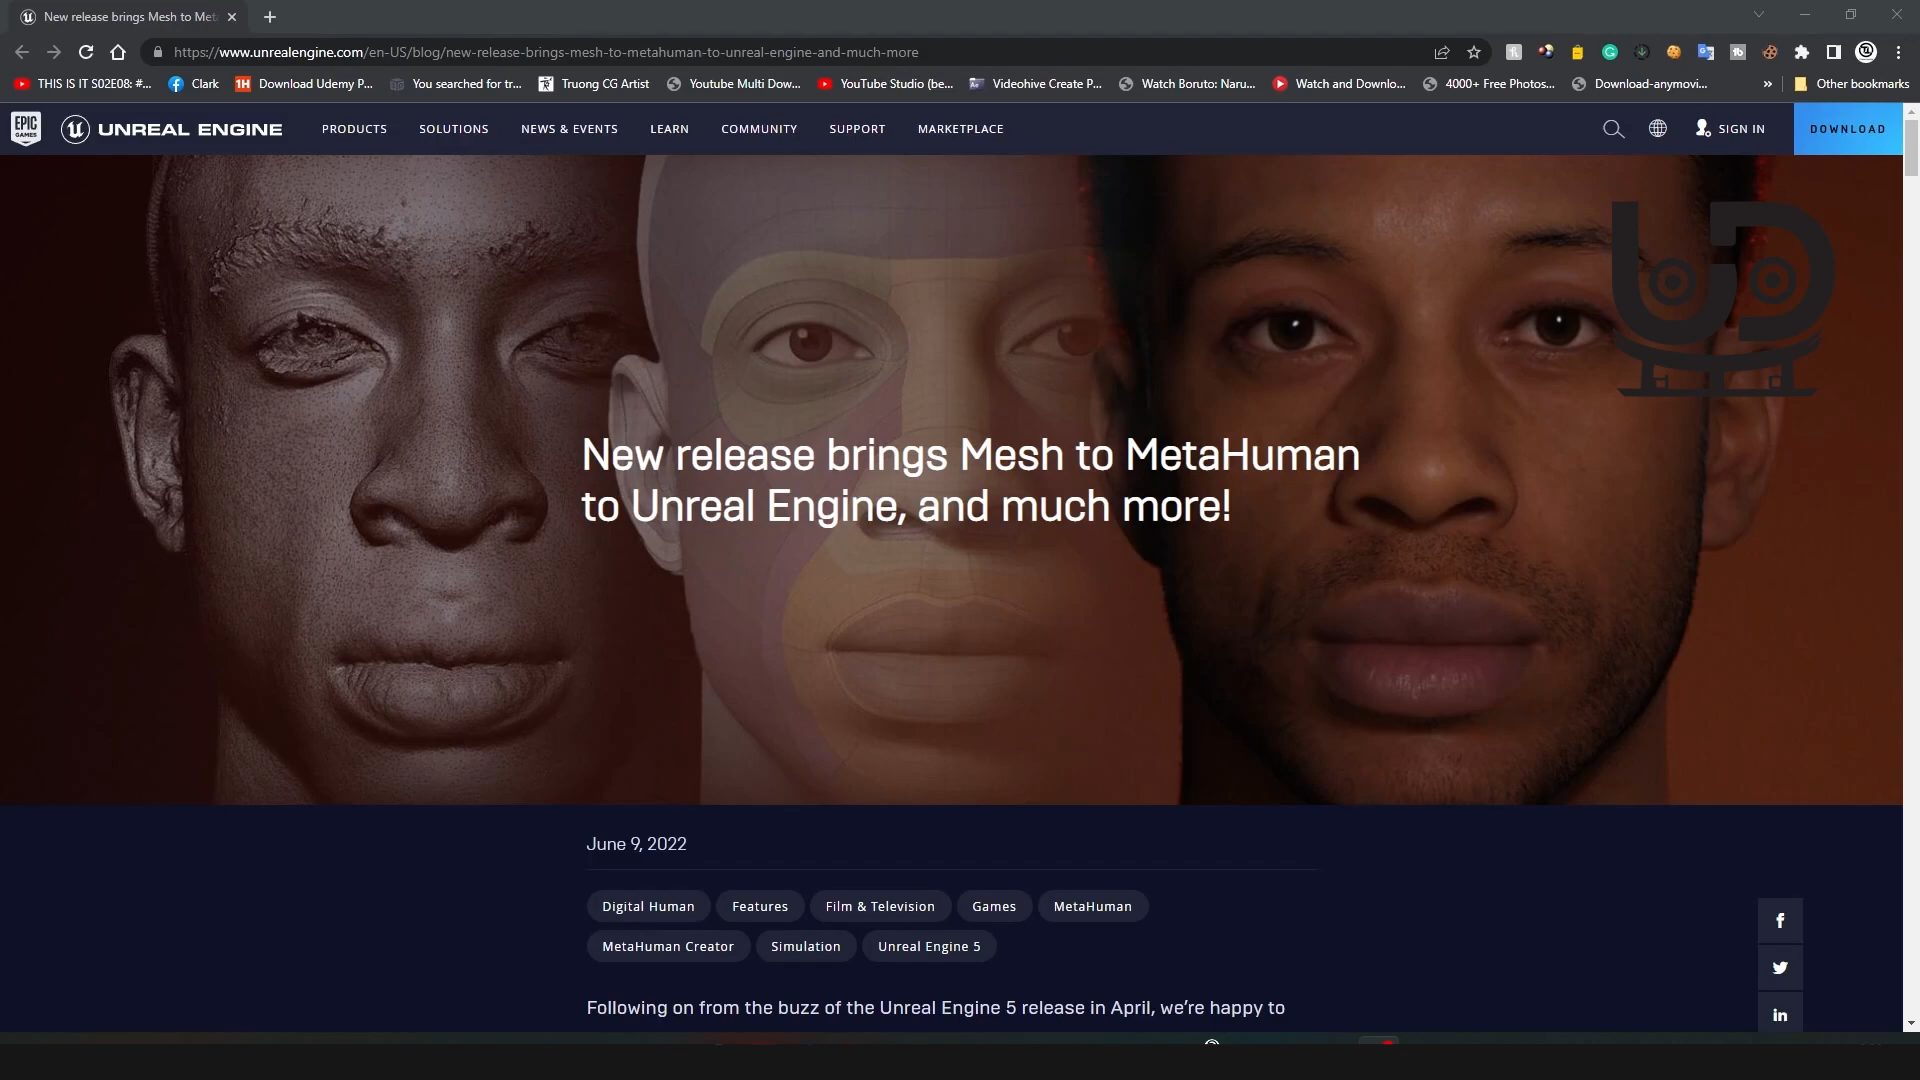 New release brings Mesh to Meta
https://www.unrealengine.com/en-US/blog/new-release-brings-mesh-to-metahuman-to-unreal-engine-and-much-more
THIS IS IT S02E08: #... Clark Download Udemy P... You searched for tr... Truong CG Artist Youtube Multi Dow... YouTube Studio (be... Videohive Create P... Watch Boruto: Naru... Watch and Downlo... 4000+ Free Photos... Download-anymovi... » Other bookmarks
EPIC GAMES UNREAL ENGINE PRODUCTS SOLUTIONS NEWS & EVENTS LEARN COMMUNITY SUPPORT MARKETPLACE SIGN IN DOWNLOAD
New release brings Mesh to MetaHuman
to Unreal Engine, and much more!
June 9, 2022
Digital Human Features Film & Television Games MetaHuman
MetaHuman Creator Simulation Unreal Engine 5
Following on from the buzz of the Unreal Engine 5 release in April, we’re happy to